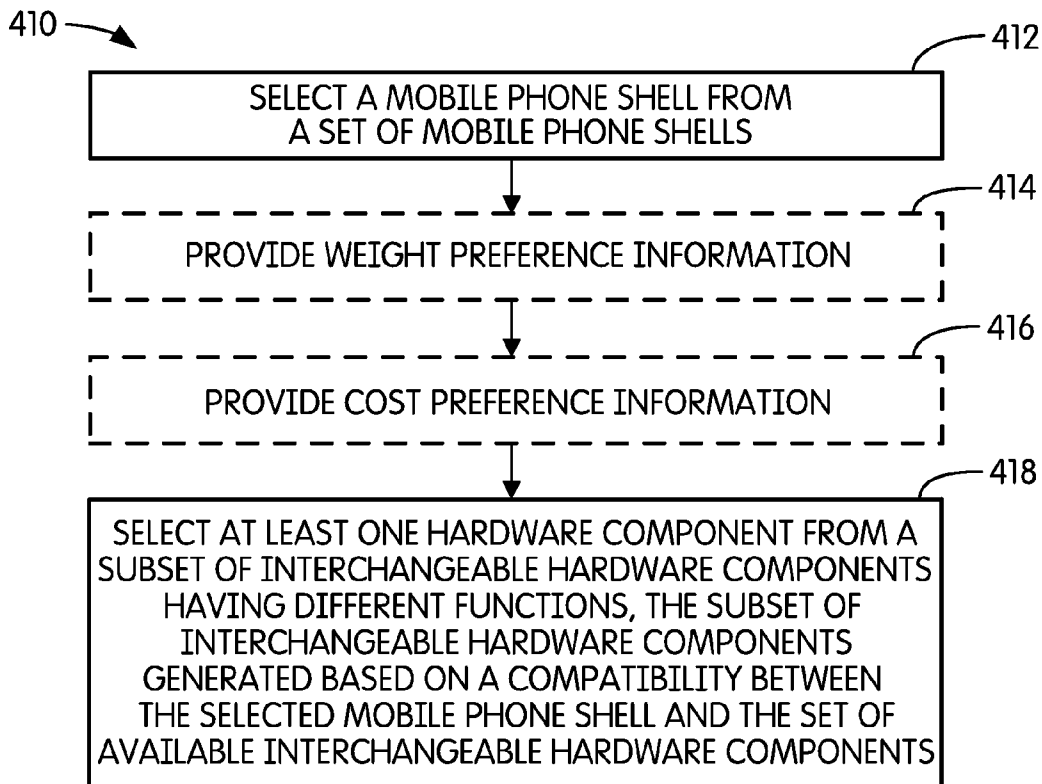 410
412
SELECT A MOBILE PHONE SHELL FROM
A SET OF MOBILE PHONE SHELLS
414
PROVIDE WEIGHT PREFERENCE INFORMATION
416
PROVIDE COST PREFERENCE INFORMATION
418
SELECT AT LEAST ONE HARDWARE COMPONENT FROM A
SUBSET OF INTERCHANGEABLE HARDWARE COMPONENTS
HAVING DIFFERENT FUNCTIONS, THE SUBSET OF
INTERCHANGEABLE HARDWARE COMPONENTS
GENERATED BASED ON A COMPATIBILITY BETWEEN
THE SELECTED MOBILE PHONE SHELL AND THE SET OF
AVAILABLE INTERCHANGEABLE HARDWARE COMPONENTS